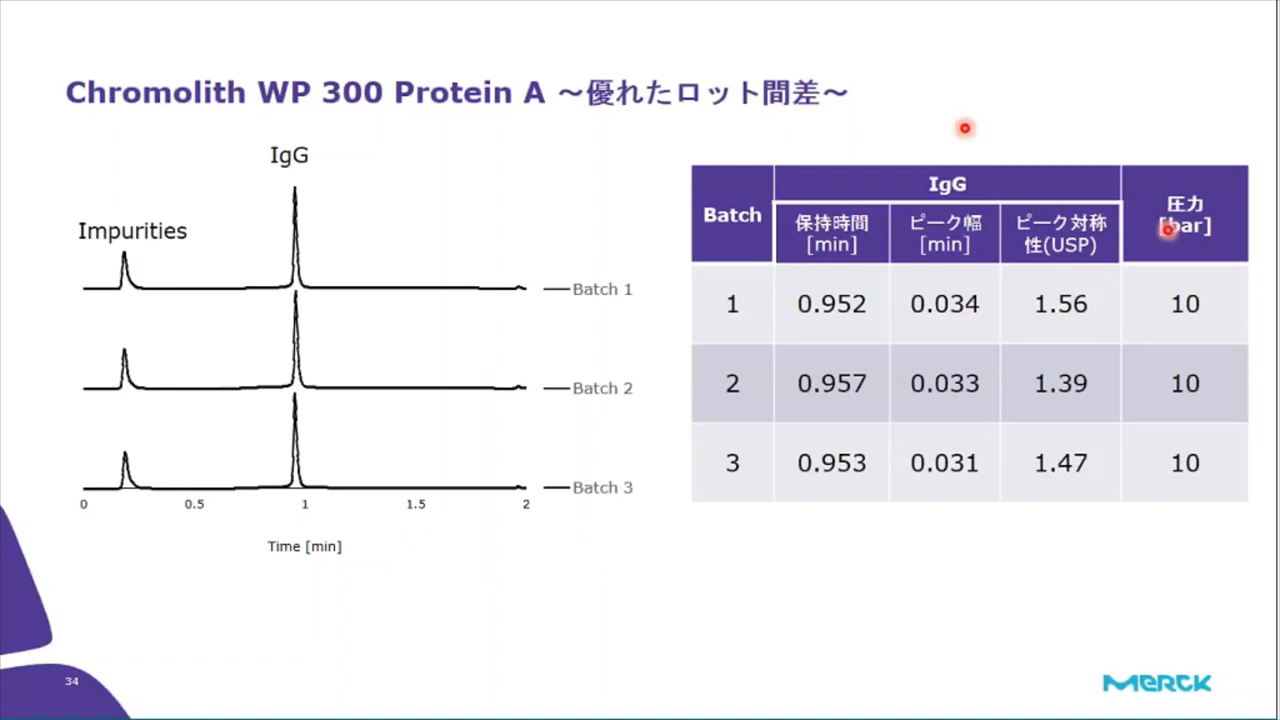 Chromolith WP 300 Protein A ～優れたロット間差～
IgG
Impurities
Batch 1
Batch 2
Batch 3
0 0.5 1 1.5 2
Time [min]
Batch
IgG
圧力
[bar]
保持時間
[min]
ピーク幅
[min]
ピーク対称
性(USP)
1 0.952 0.034 1.56 10
2 0.957 0.033 1.39 10
3 0.953 0.031 1.47 10
34
MERCK